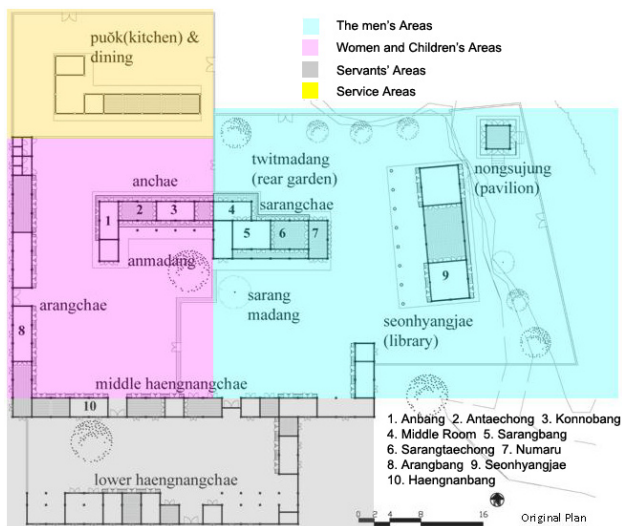 puŏk(kitchen) &
dining
The men's Areas
Women and Children's Areas
Servants' Areas
Service Areas
twitmadang
(rear garden)
nongsujung
(pavilion)
anchae
sarangchae
1
2
3
4
5
6
7
anmadang
sarang
madang
9
seonhyangjae
(library)
arangchae
8
middle haengnangchae
10
lower haengnangchae
1. Anbang 2. Antaechong 3. Konnobang
4. Middle Room 5. Sarangbang
6. Sarangtaechong 7. Numaru
8. Arangbang 9. Seonhyangjae
10. Haengnanbang
0 2 4 8 16
Original Plan